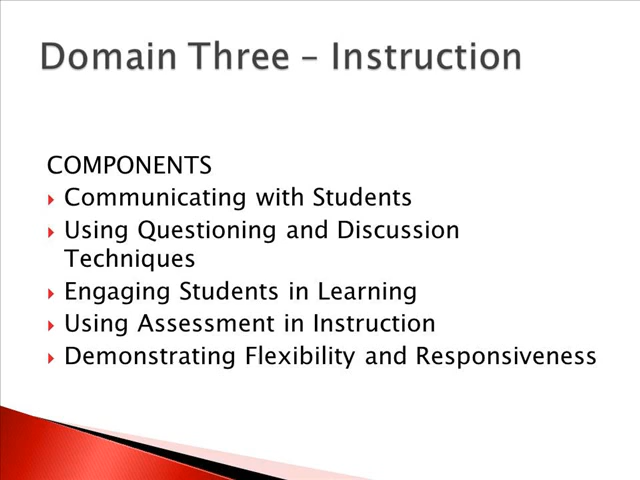 Domain Three – Instruction
COMPONENTS
Communicating with Students
Using Questioning and Discussion
Techniques
Engaging Students in Learning
Using Assessment in Instruction
Demonstrating Flexibility and Responsiveness